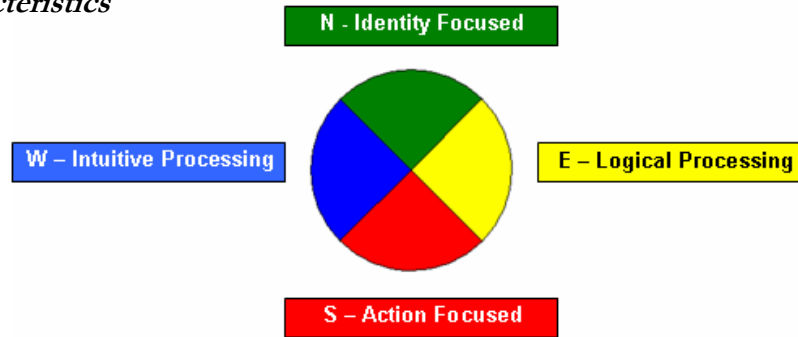 N - Identity Focused
W – Intuitive Processing
E – Logical Processing
S – Action Focused